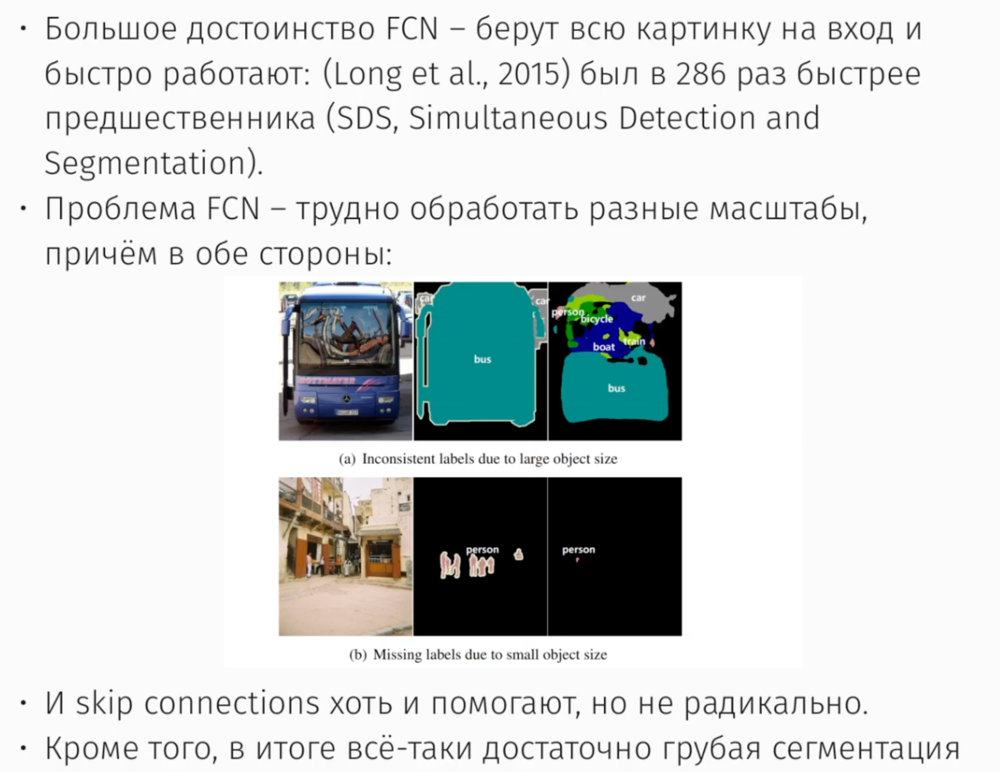 • Большое достоинство FCN – берут всю картинку на вход и
быстро работают: (Long et al., 2015) был в 286 раз быстрее
предшественника (SDS, Simultaneous Detection and
Segmentation).
• Проблема FCN – трудно обработать разные масштабы,
причём в обе стороны:
car
car
bus
car
person
bicycle
train
boat
bus
(a) Inconsistent labels due to large object size
person
person
(b) Missing labels due to small object size
• И skip connections хоть и помогают, но не радикально.
• Кроме того, в итоге всё-таки достаточно грубая сегментация